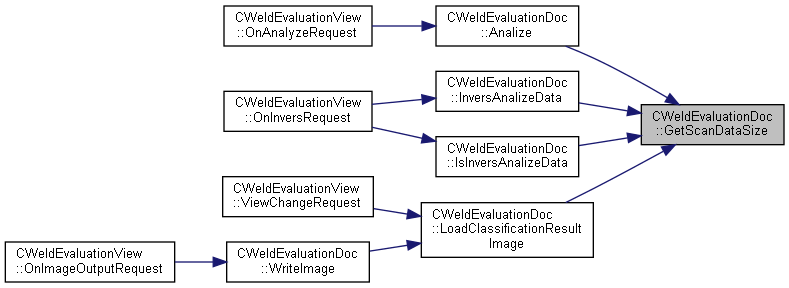 CWeldEvaluationView
::OnAnalyzeRequest
CWeldEvaluationDoc
::Analize
CWeldEvaluationView
::OnInversRequest
CWeldEvaluationDoc
::InversAnalizeData
CWeldEvaluationDoc
::IsInversAnalizeData
CWeldEvaluationDoc
::GetScanDataSize
CWeldEvaluationView
::ViewChangeRequest
CWeldEvaluationDoc
::LoadClassificationResult
Image
CWeldEvaluationView
::OnImageOutputRequest
CWeldEvaluationDoc
::WriteImage